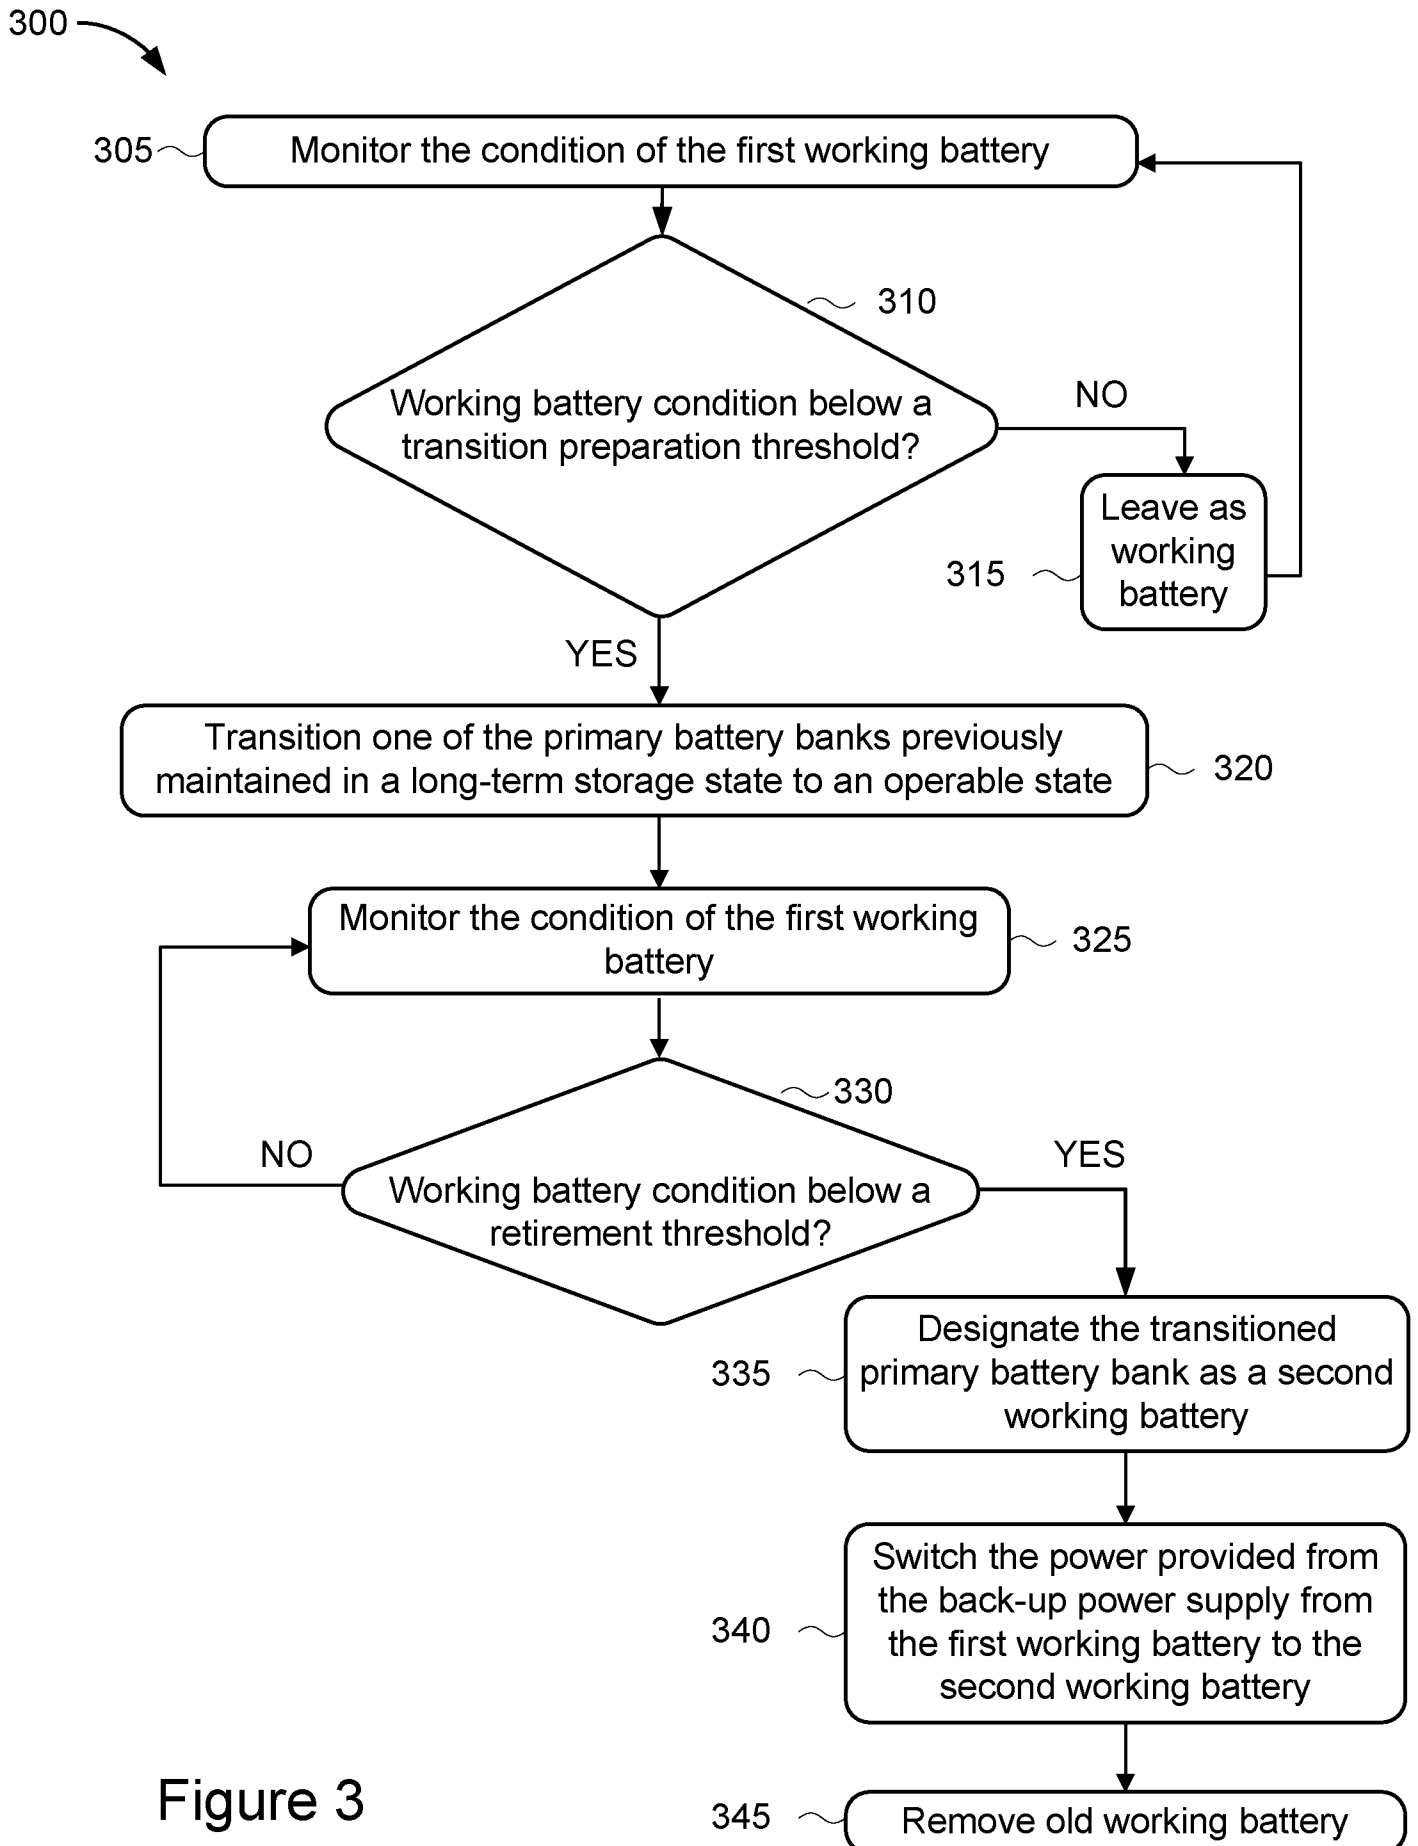 300
305
Monitor the condition of the first working battery
310
Working battery condition below a
transition preparation threshold?
NO
Leave as
working
battery
315
YES
Transition one of the primary battery banks previously
maintained in a long-term storage state to an operable state
320
Monitor the condition of the first working
battery
325
330
NO
YES
Working battery condition below a
retirement threshold?
Designate the transitioned
primary battery bank as a second
working battery
335
Switch the power provided from
the back-up power supply from
the first working battery to the
second working battery
340
Figure 3
345
Remove old working battery